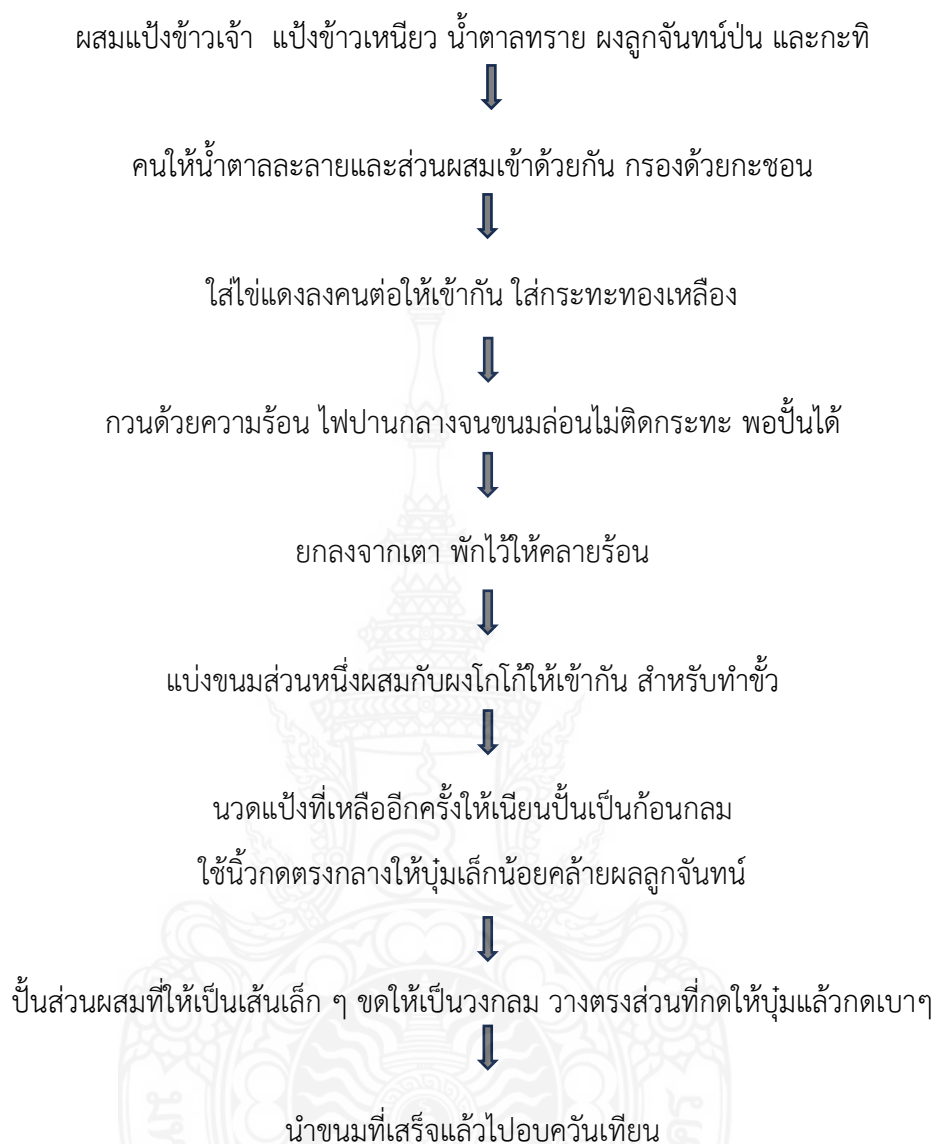 ผสมแป้งข้าวเจ้า  แป้งข้าวเหนียว น้ำตาลทราย ผงลูกจันทน์ป่น และกะทิ
คนให้น้ำตาลละลายและส่วนผสมเข้าด้วยกัน กรองด้วยกะชอน
ใส่ไข่แดงลงคนต่อให้เข้ากัน ใส่กระทะทองเหลือง
กวนด้วยความร้อน ไฟปานกลางจนขนมล่อนไม่ติดกระทะ พอปั้นได้
ยกลงจากเตา พักไว้ให้คลายร้อน
แบ่งขนมส่วนหนึ่งผสมกับผงโกโก้ให้เข้ากัน สำหรับทำขั้ว
นวดแป้งที่เหลืออีกครั้งให้เนียนปั้นเป็นก้อนกลม
ใช้นิ้วกดตรงกลางให้บุ๋มเล็กน้อยคล้ายผลลูกจันทน์
ปั้นส่วนผสมที่ให้เป็นเส้นเล็ก ๆ ขดให้เป็นวงกลม วางตรงส่วนที่กดให้บุ๋มแล้วกดเบาๆ
นำขนมที่เสร็จแล้วไปอบควันเทียน